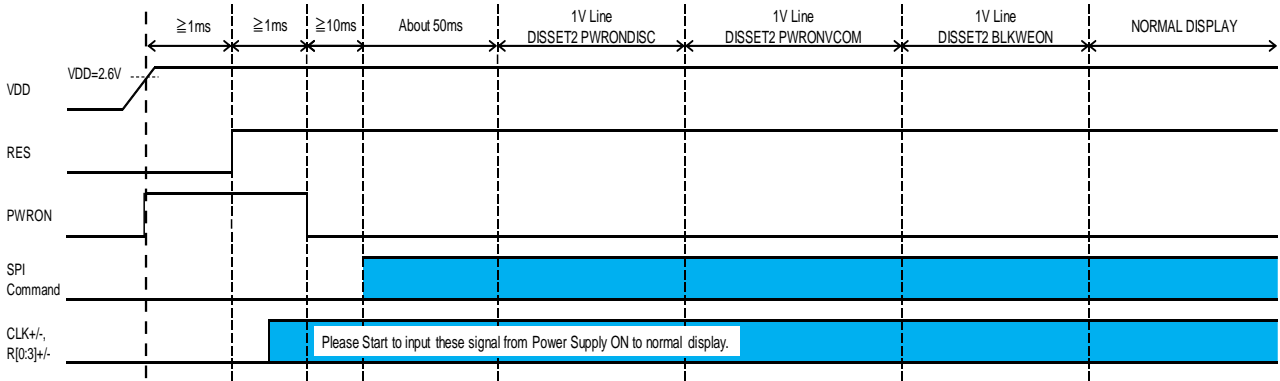 ≧1ms
≧1ms
≧10ms
About 50ms
1V Line
DISSET2 PWRONDISC
1V Line
DISSET2 PWRONVCOM
1V Line
DISSET2 BLKWEON
NORMAL DISPLAY
VDD=2.6V
VDD
RES
PWRON
SPI
Command
CLK+/-,
R[0:3]+/-
Please Start to input these signal from Power Supply ON to normal display.